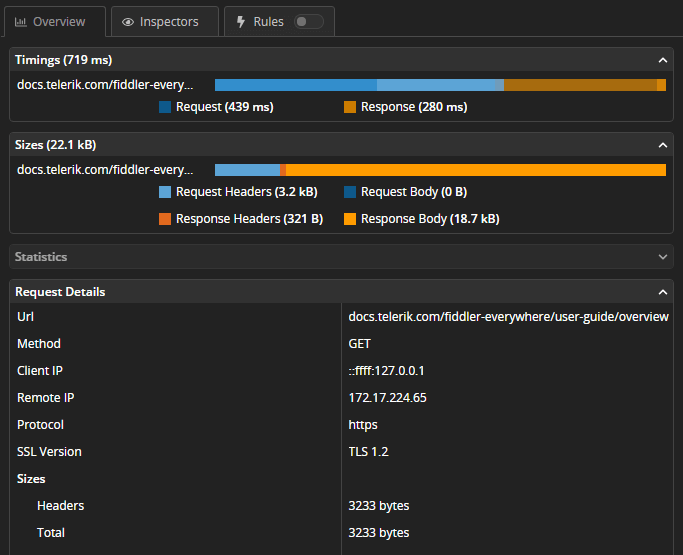 Overview Inspectors Rules
Timings (719 ms)
docs.telerik.com/fiddler-every...
Request (439 ms) Response (280 ms)
Sizes (22.1 kB)
docs.telerik.com/fiddler-every...
Request Headers (3.2 kB) Request Body (0 B)
Response Headers (321 B) Response Body (18.7 kB)
Statistics
Request Details
Url docs.telerik.com/fiddler-everywhere/user-guide/overview
Method GET
Client IP ::ffff:127.0.0.1
Remote IP 172.17.224.65
Protocol https
SSL Version TLS 1.2
Sizes
Headers 3233 bytes
Total 3233 bytes